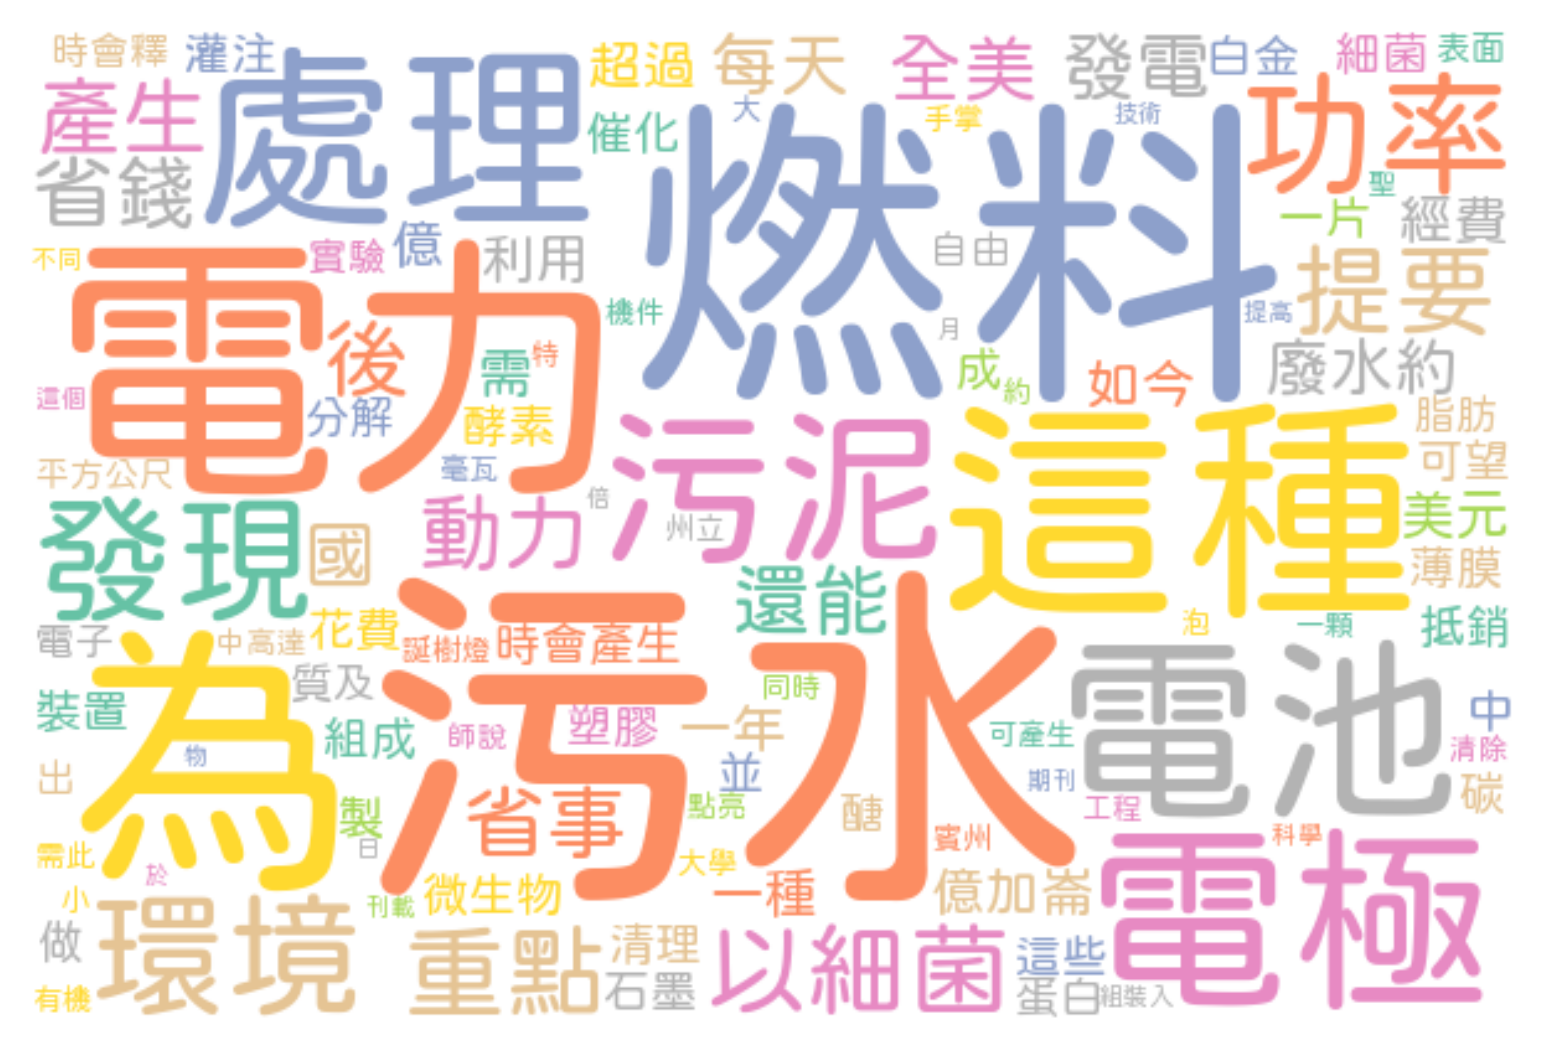 時會釋
灌注
超過
每天
全美
發電
白金
細菌
表面
產生
處理
催化
大
手掌
技術
功率
省錢
燃料
聖
一片
經費
不同
實驗
億
利用
自由
提要
電力
後
機件
月
提高
需
特
成
約
如今
廢水約
這個
分解
酵素
脂肪
平方公尺
毫瓦
污泥
這種
可望
發現
國
動力
倍
州立
美元
薄膜
電子
中高達
花費
誕樹燈
時會產生
還能
泡
一顆
抵銷
為
質及
污水
同時
電池
裝置
組成
師說
塑膠
一年
可產生
中
清除
物
出
並
期刊
碳
製
省事
點亮
醣
工程
日
賓州
科學
需此
於
大學
電極
小
刊載
微生物
一種
億加崙
做
環境
重點
清理
以細菌
這些
有機
石墨
蛋白
組裝入